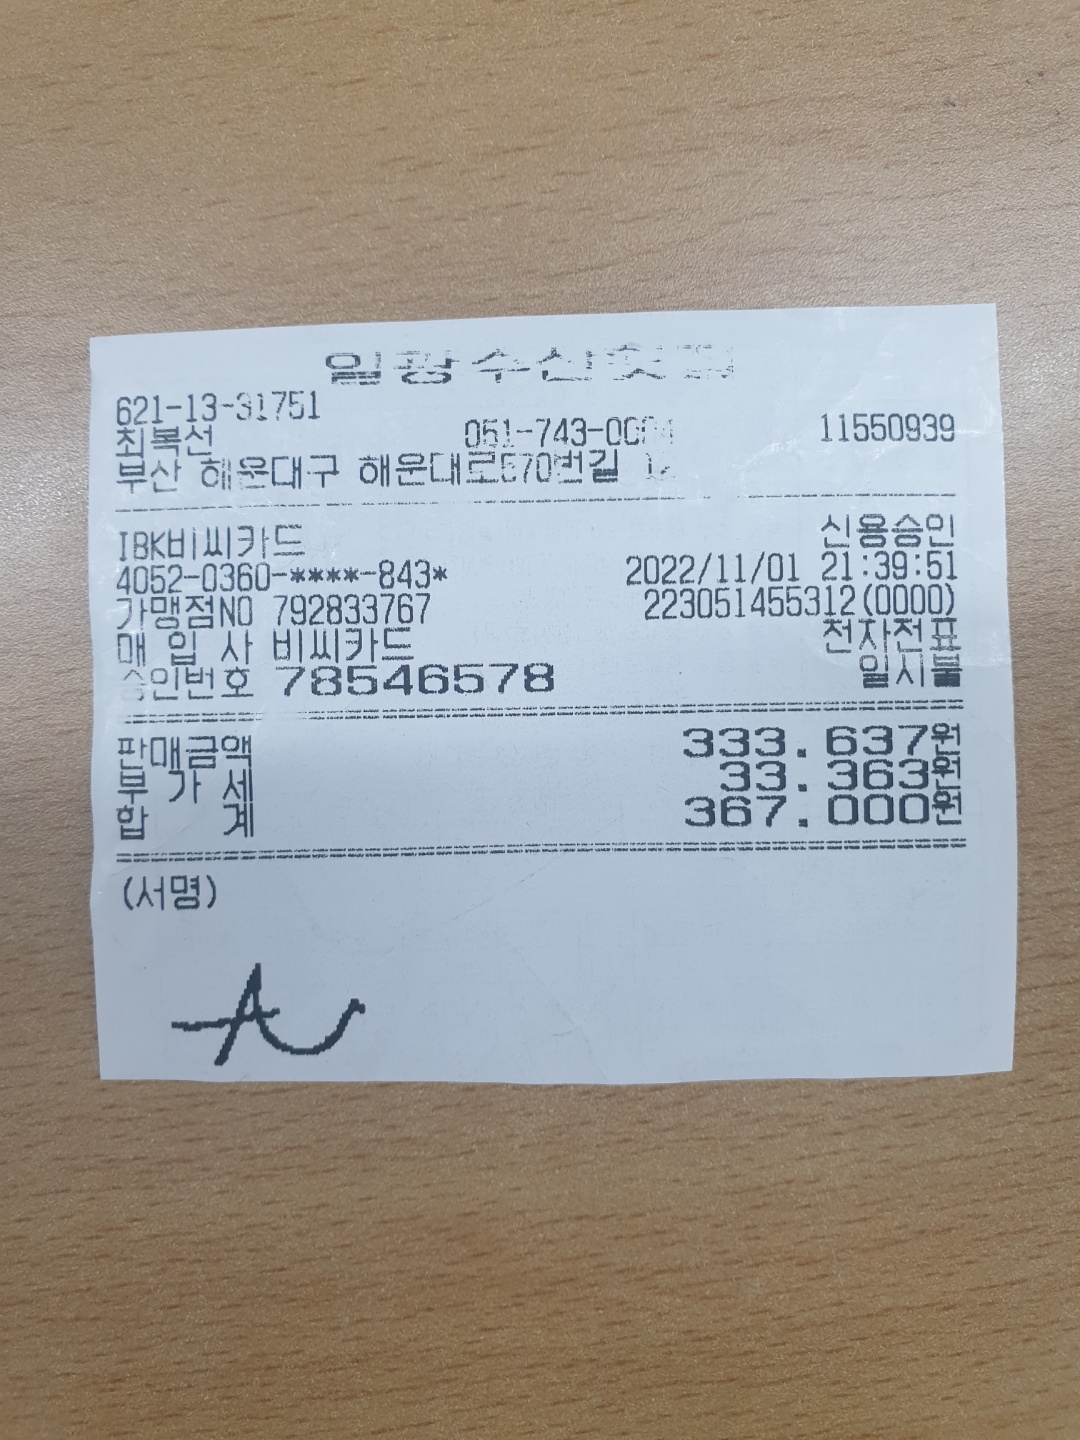 일광수산횟집
621-13-31751
최복선 11550939
부산 해운대구 해운대로570번길
IBK비씨카드 신용승인
4052-0360-****-843* 2022/11/01 21:39:51
가맹점NO 792833767 223051455312(0000)
매 입 사 비씨카드 전자전표
승인번호 78546578 일시불
판매금액 333.637원
부 가 세 33.363원
합 계 367.000원
(서명)